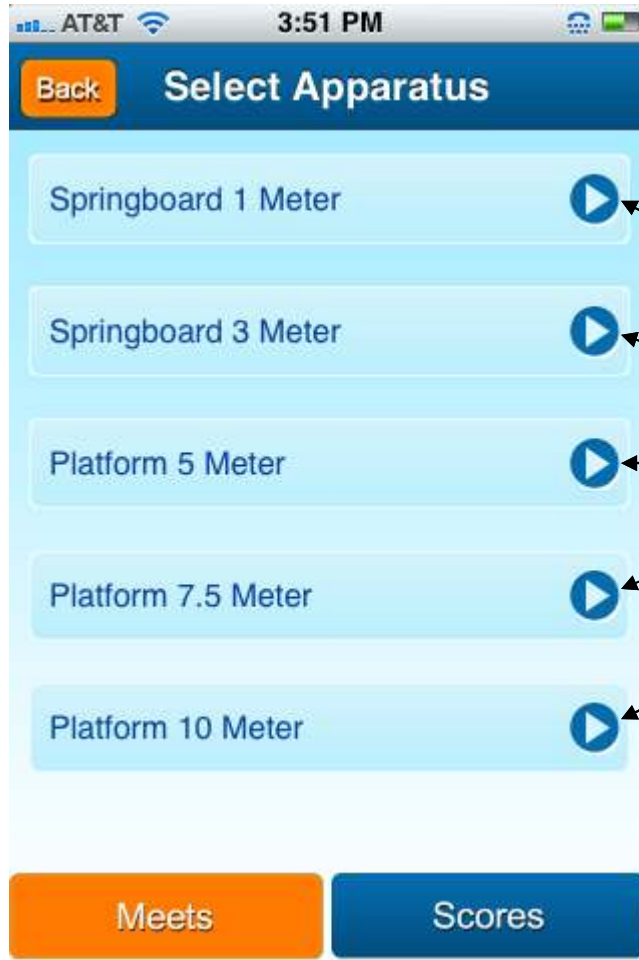 AT&T 3:51 PM
Back Select Apparatus
Springboard 1 Meter
Springboard 3 Meter
Platform 5 Meter
Platform 7.5 Meter
Platform 10 Meter
Meets Scores